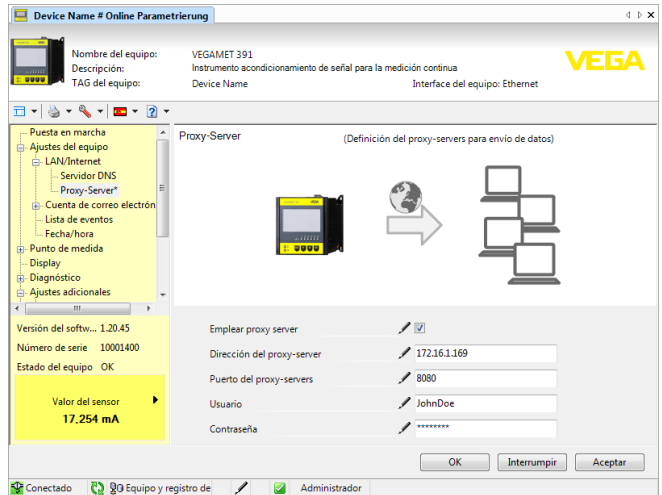 Device Name # Online Parametrierung
Nombre del equipo: VEGAMET 391
Descripción: Instrumento acondicionamiento de señal para la medición continua
TAG del equipo: Device Name Interface del equipo: Ethernet
VEGA
Puesta en marcha
Ajustes del equipo
LAN/Internet
Servidor DNS
Proxy-Server*
Cuenta de correo electrón
Lista de eventos
Fecha/hora
Punto de medida
Display
Diagnóstico
Ajustes adicionales
Versión del softw... 1.20.45
Número de serie 10001400
Estado del equipo OK
Valor del sensor
17,254 mA
Proxy-Server (Definición del proxy-servers para envío de datos)
Emplear proxy server
Dirección del proxy-server 172.16.1.169
Puerto del proxy-servers 8080
Usuario JohnDoe
Contraseña ********
OK Interrumpir Aceptar
Conectado Equipo y registro de Administrador